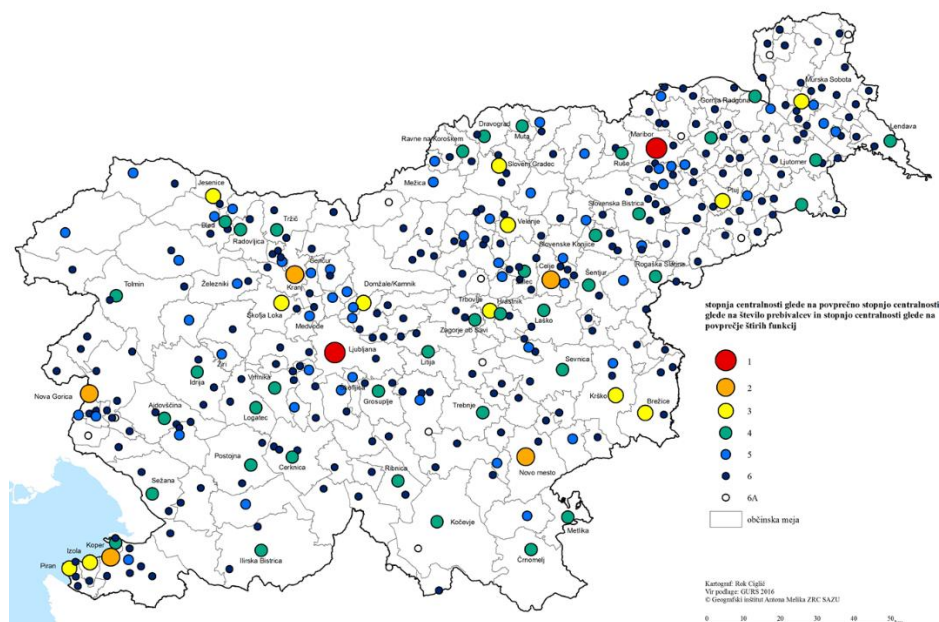 Murska Sobota
Gornja Radgona
Lendava
Dravograd
Muta
Ravne na Koroškem
Maribor
Slovenj Gradec
Ruše
Ljutomer
Mežica
Jesenice
Ptuj
Slovenska Bistrica
Bled
Tržič
Radovljica
Velenje
Slovenske Konjice
Šenčur
Celje
Rogaška Slatina
Šentjur
Tolmin
Železniki
Kranj
Domžale/Kamnik
Trbovlje
Hrastnik
Škofja Loka
Laško
Medvode
Zagorje ob Savi
Ljubljana
Litija
Sevnica
Žiri
Idrija
Vrhnika
Škofljica
Grosuplje
Krško
Nova Gorica
Brežice
Ajdovščina
Logatec
Trebnje
Postojna
Cerknica
Novo mesto
Ribnica
Sežana
Kočevje
Metlika
Izola
Koper
Črnomelj
Piran
Ilirska Bistrica
stopnja centralnosti glede na povprečno stopnjo centralnosti
glede na število prebivalcev in stopnjo centralnosti glede na
povprečje štirih funkcij
1
2
3
4
5
6
6A
občinska meja
Kartograf: Rok Ciglič
Vir podlage: GURS 2016
© Geografski inštitut Antona Melika ZRC SAZU
0 10 20 30 40 50